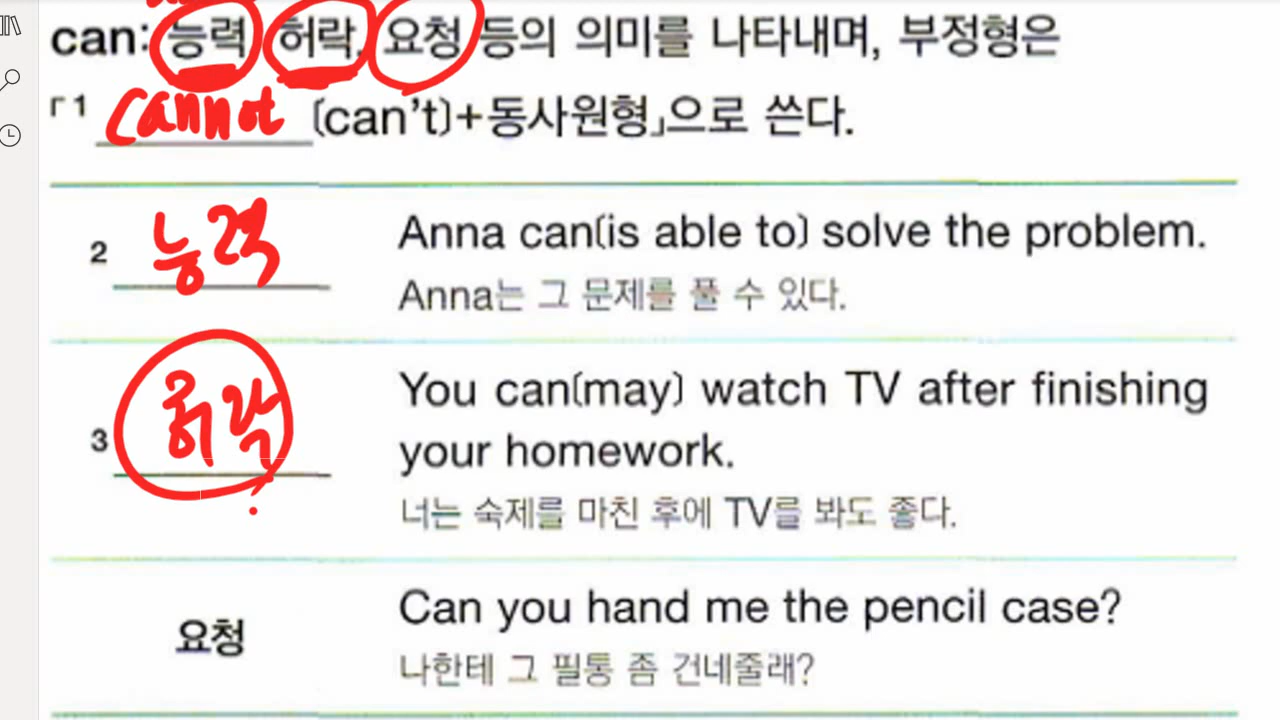 can: 능력, 허락, 요청 등의 의미를 나타내며, 부정형은
「1 cannot (can't)+동사원형」으로 쓴다.
2 능력 Anna can(is able to) solve the problem.
Anna는 그 문제를 풀 수 있다.
3 허락 You can(may) watch TV after finishing
your homework.
?
너는 숙제를 마친 후에 TV를 봐도 좋다.
요청 Can you hand me the pencil case?
나한테 그 필통 좀 건네줄래?